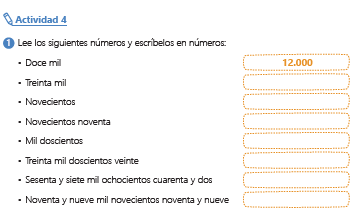 Actividad 4
1 Lee los siguientes números y escríbelos en números:
• Doce mil 12.000
• Treinta mil
• Novecientos
• Novecientos noventa
• Mil doscientos
• Treinta mil doscientos veinte
• Sesenta y siete mil ochocientos cuarenta y dos
• Noventa y nueve mil novecientos noventa y nueve